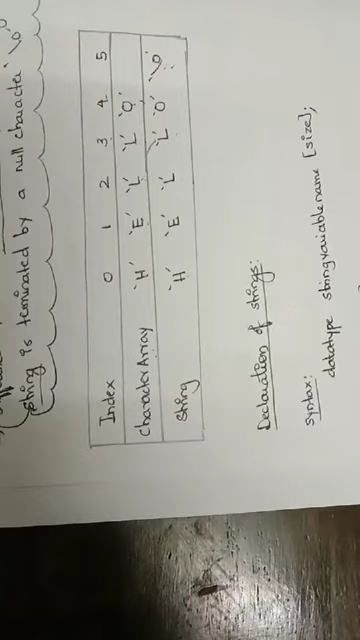 string is terminated by a null character '\0'
Index 0 1 2 3 4 5
Character Array 'H' 'E' 'L' 'L' 'O'
String 'H' 'E' 'L' 'L' 'O' '\0'
Declaration of strings:
syntax:
datatype stringvariablename [size];